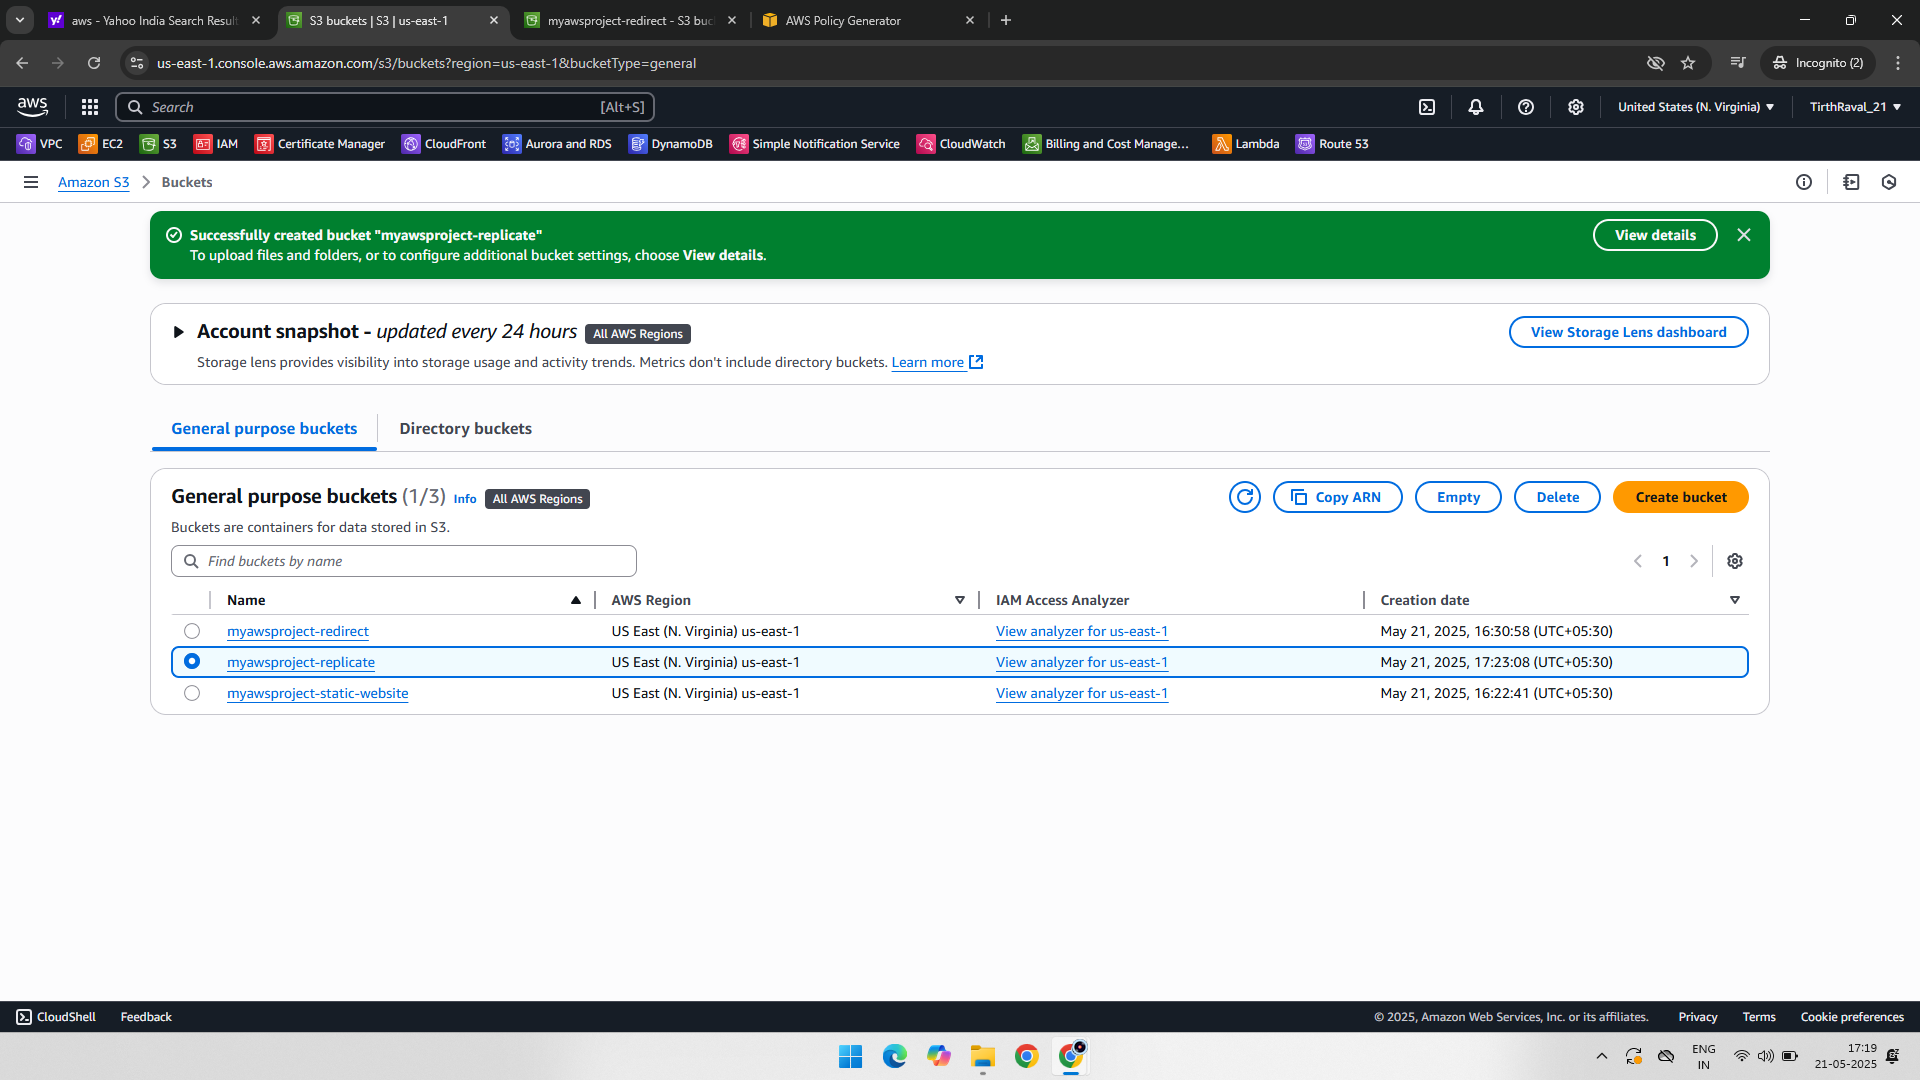 aws - Yahoo India Search Result
S3 buckets | S3 | us-east-1
myawsproject-redirect - S3 buc
AWS Policy Generator
us-east-1.console.aws.amazon.com/s3/buckets?region=us-east-1&bucketType=general
Incognito (2)
aws
Search
[Alt+S]
United States (N. Virginia)
TirthRaval_21
VPC
EC2
S3
IAM
Certificate Manager
CloudFront
Aurora and RDS
DynamoDB
Simple Notification Service
CloudWatch
Billing and Cost Manage...
Lambda
Route 53
Amazon S3
Buckets
Successfully created bucket "myawsproject-replicate"
To upload files and folders, or to configure additional bucket settings, choose View details.
View details
Account snapshot - updated every 24 hours
All AWS Regions
Storage lens provides visibility into storage usage and activity trends. Metrics don't include directory buckets. Learn more
View Storage Lens dashboard
General purpose buckets
Directory buckets
General purpose buckets (1/3)
Info
All AWS Regions
Buckets are containers for data stored in S3.
Copy ARN
Empty
Delete
Create bucket
Find buckets by name
1
Name
AWS Region
IAM Access Analyzer
Creation date
myawsproject-redirect
US East (N. Virginia) us-east-1
View analyzer for us-east-1
May 21, 2025, 16:30:58 (UTC+05:30)
myawsproject-replicate
US East (N. Virginia) us-east-1
View analyzer for us-east-1
May 21, 2025, 17:23:08 (UTC+05:30)
myawsproject-static-website
US East (N. Virginia) us-east-1
View analyzer for us-east-1
May 21, 2025, 16:22:41 (UTC+05:30)
CloudShell
Feedback
© 2025, Amazon Web Services, Inc. or its affiliates.
Privacy
Terms
Cookie preferences
ENG
IN
17:19
21-05-2025